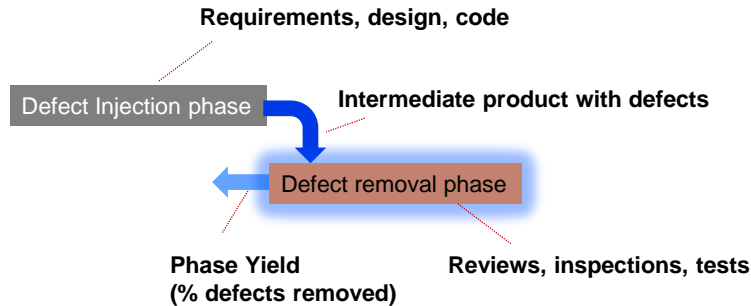 Requirements, design, code
Defect Injection phase
Intermediate product with defects
Defect removal phase
Phase Yield
(% defects removed)
Reviews, inspections, tests